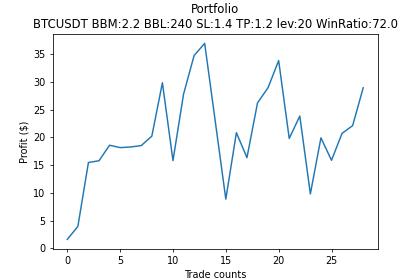 Portfolio
BTCUSDT BBM:2.2 BBL:240 SL:1.4 TP:1.2 lev:20 WinRatio:72.0
Profit ($)
35
30
25
20
15
10
5
0
0 5 10 15 20 25
Trade counts